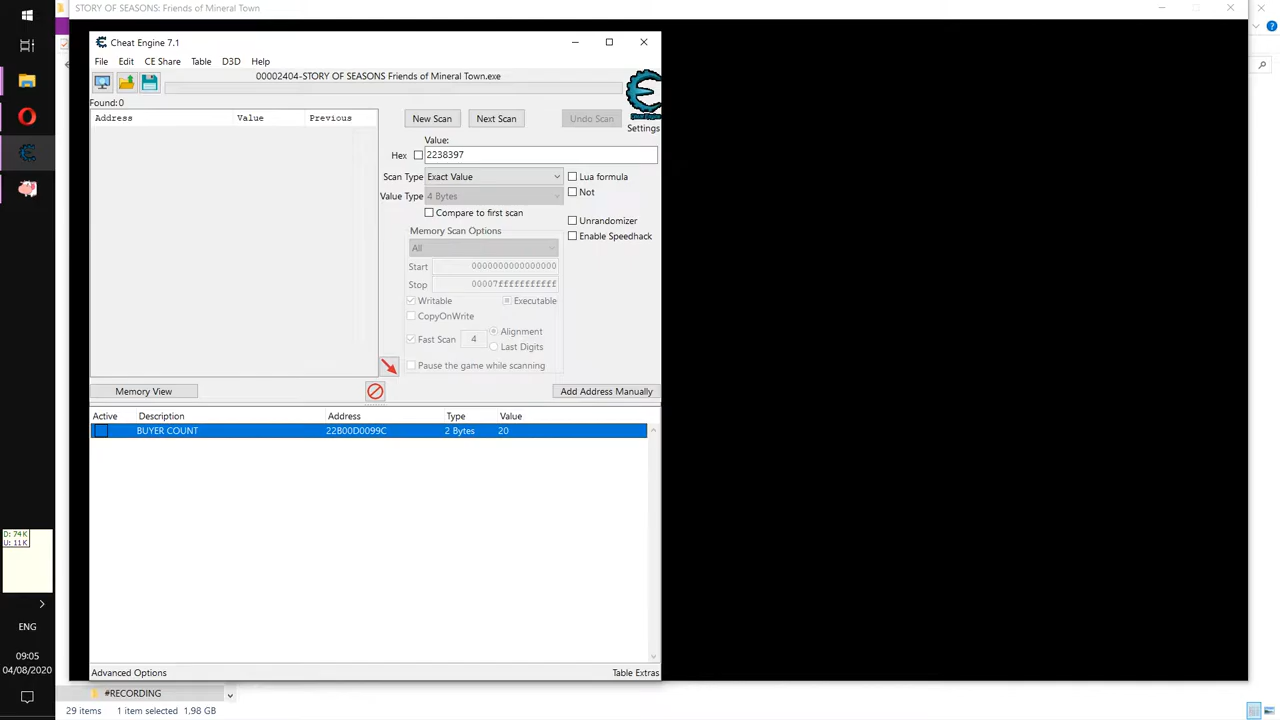 STORY OF SEASONS: Friends of Mineral Town
Cheat Engine 7.1
File Edit CE Share Table D3D Help
00002404-STORY OF SEASONS Friends of Mineral Town.exe
Found: 0
Address Value Previous
New Scan Next Scan Undo Scan
Settings
Value:
Hex 2238397
Scan Type Exact Value Lua formula
Value Type 4 Bytes Not
Compare to first scan
Unrandomizer
Memory Scan Options
Enable Speedhack
All
Start 0000000000000000
Stop 00007fffffffffff
Writable Executable
CopyOnWrite
Fast Scan 4 Alignment
Last Digits
Pause the game while scanning
Memory View Add Address Manually
Active Description Address Type Value
BUYER COUNT 22B00D0099C 2 Bytes 20
D: 74K
U: 11K
ENG
09:05
04/08/2020
Advanced Options Table Extras
#RECORDING
29 items 1 item selected 1,98 GB